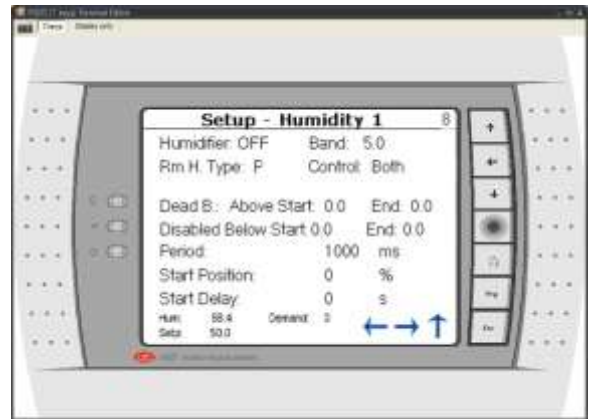 Setup - Humidity 1 8
Humidifier: OFF Band: 5.0
Rm H. Type: P Control: Both
Dead B.: Above Start: 0.0 End: 0.0
Disabled Below Start 0.0 End: 0.0
Period: 1000 ms
Start Position: 0 %
Start Delay: 0 s
Hum: 58.4 Demand: 0
Setp: 50.0